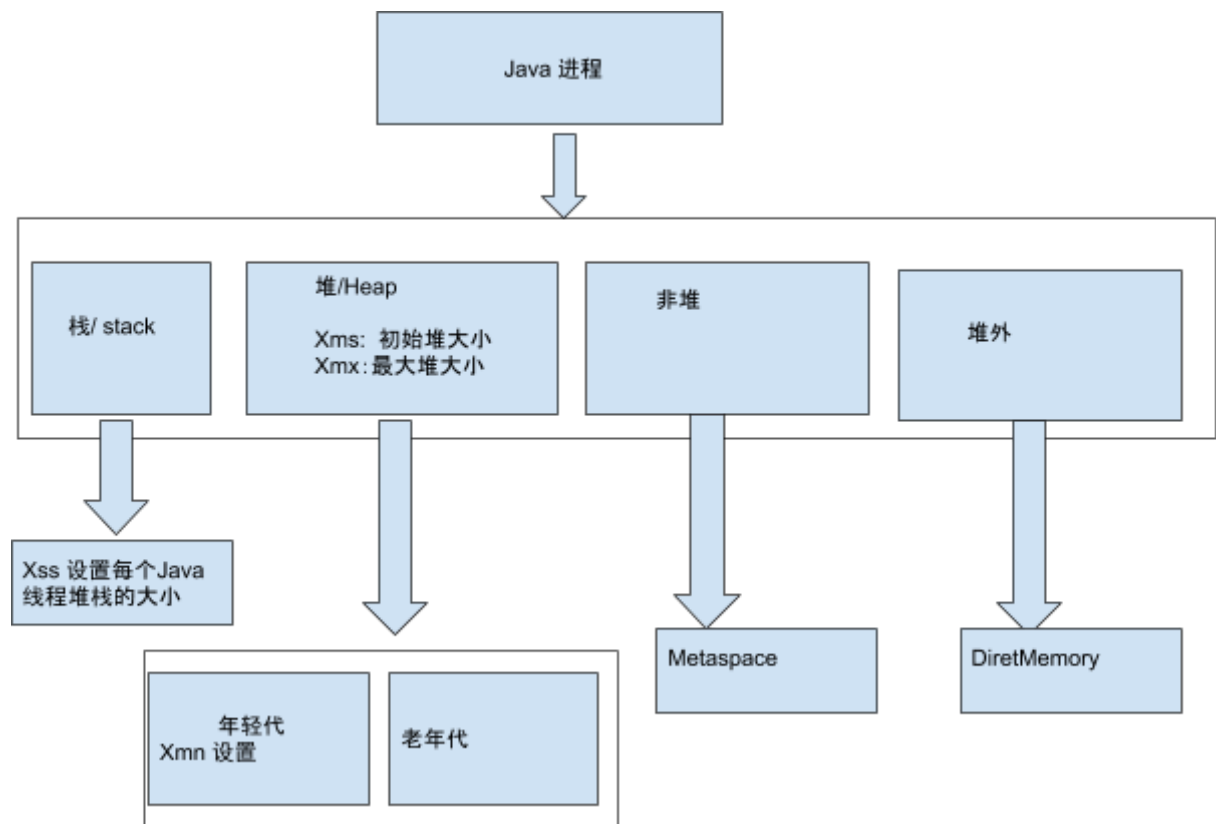 Java 进程
栈/ stack
堆/Heap
Xms: 初始堆大小
Xmx：最大堆大小
非堆
堆外
Xss 设置每个Java
线程堆栈的大小
年轻代
Xmn 设置
老年代
Metaspace
DiretMemory